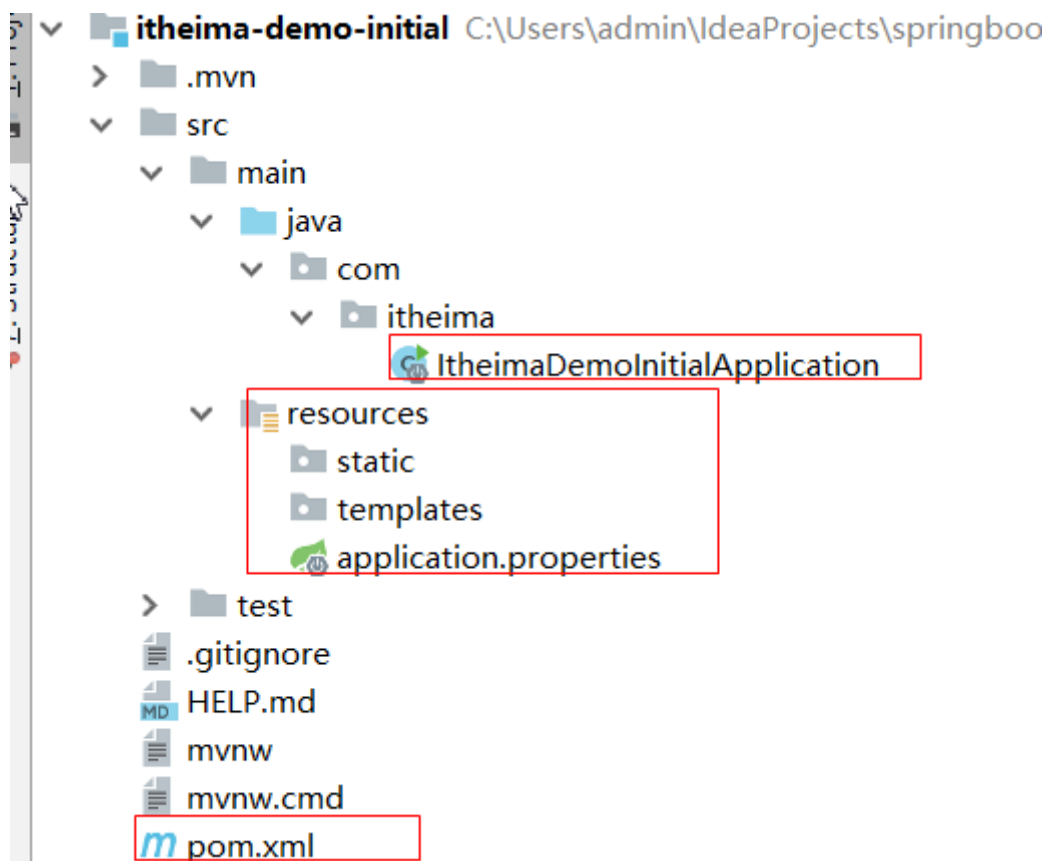 itheima-demo-initial C:\Users\admin\IdeaProjects\springboo
.mvn
src
main
java
com
itheima
ItheimaDemoInitialApplication
resources
static
templates
application.properties
test
.gitignore
HELP.md
mvnw
mvnw.cmd
pom.xml